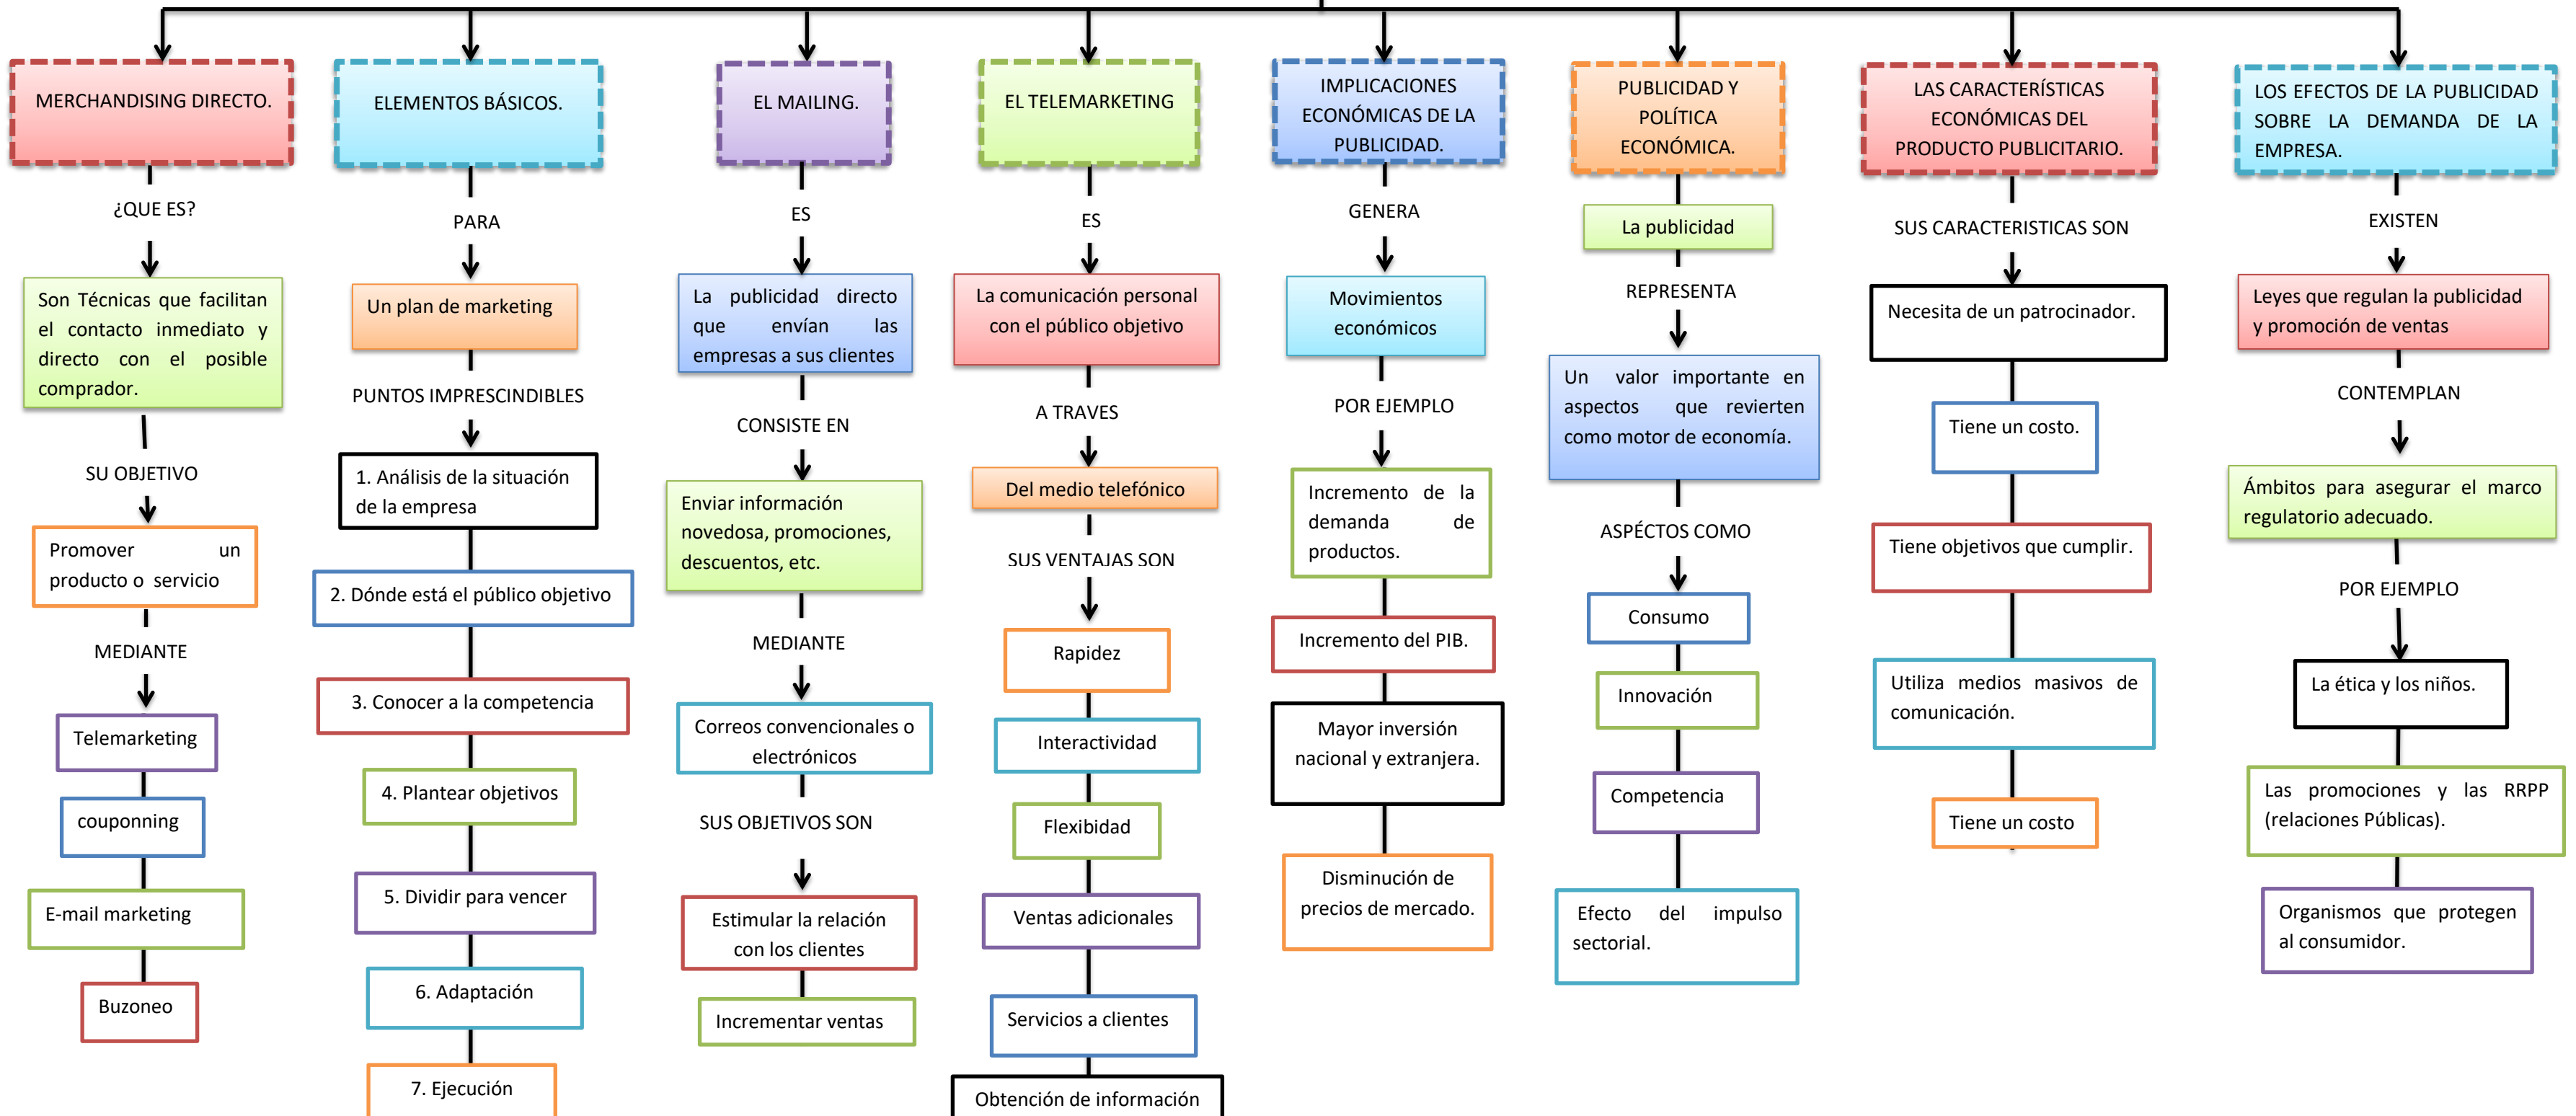 MERCHANDISING DIRECTO.
¿QUE ES?
Son Técnicas que facilitan
el contacto inmediato y
directo con el posible
comprador.
SU OBJETIVO
Promover un
producto o servicio
MEDIANTE
Telemarketing
couponning
E-mail marketing
Buzoneo
ELEMENTOS BÁSICOS.
PARA
Un plan de marketing
PUNTOS IMPRESCINDIBLES
1. Análisis de la situación
de la empresa
2. Dónde está el público objetivo
3. Conocer a la competencia
4. Plantear objetivos
5. Dividir para vencer
6. Adaptación
7. Ejecución
EL MAILING.
ES
La publicidad directo
que envían las
empresas a sus clientes
CONSISTE EN
Enviar información
novedosa, promociones,
descuentos, etc.
MEDIANTE
Correos convencionales o
electrónicos
SUS OBJETIVOS SON
Estimular la relación
con los clientes
Incrementar ventas
EL TELEMARKETING
ES
La comunicación personal
con el público objetivo
A TRAVES
Del medio telefónico
SUS VENTAJAS SON
Rapidez
Interactividad
Flexibidad
Ventas adicionales
Servicios a clientes
Obtención de información
IMPLICACIONES
ECONÓMICAS DE LA
PUBLICIDAD.
GENERA
Movimientos
económicos
POR EJEMPLO
Incremento de la
demanda de
productos.
Incremento del PIB.
Mayor inversión
nacional y extranjera.
Disminución de
precios de mercado.
PUBLICIDAD Y
POLÍTICA
ECONÓMICA.
La publicidad
REPRESENTA
Un valor importante en
aspectos que revierten
como motor de economía.
ASPÉCTOS COMO
Consumo
Innovación
Competencia
Efecto del impulso
sectorial.
LAS CARACTERÍSTICAS
ECONÓMICAS DEL
PRODUCTO PUBLICITARIO.
SUS CARACTERISTICAS SON
Necesita de un patrocinador.
Tiene un costo.
Tiene objetivos que cumplir.
Utiliza medios masivos de
comunicación.
Tiene un costo
LOS EFECTOS DE LA PUBLICIDAD
SOBRE LA DEMANDA DE LA
EMPRESA.
EXISTEN
Leyes que regulan la publicidad
y promoción de ventas
CONTEMPLAN
Ámbitos para asegurar el marco
regulatorio adecuado.
POR EJEMPLO
La ética y los niños.
Las promociones y las RRPP
(relaciones Públicas).
Organismos que protegen
al consumidor.